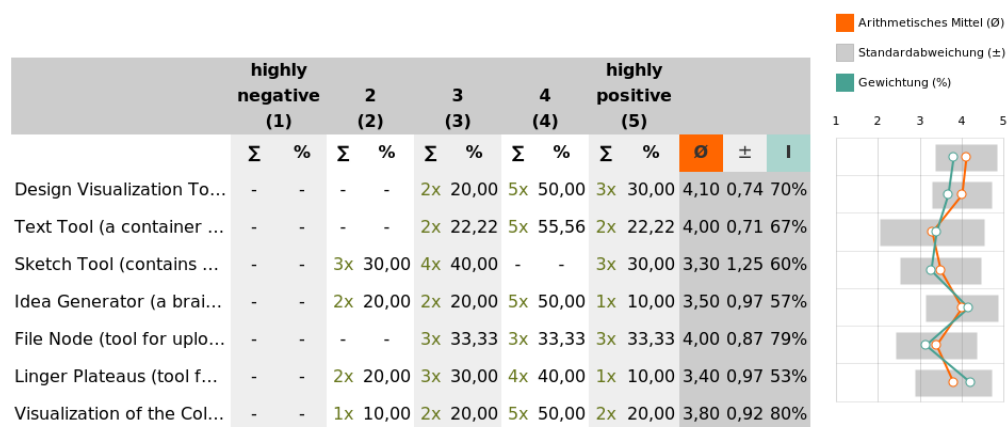 Arithmetisches Mittel (Ø)
Standardabweichung (±)
Gewichtung (%)
highly negative (1) 2 (2) 3 (3) 4 (4) highly positive (5)
1 2 3 4 5
Σ % Σ % Σ % Σ % Σ % Ø ± I
Design Visualization To... - - - - 2x 20,00 5x 50,00 3x 30,00 4,10 0,74 70%
Text Tool (a container ... - - - - 2x 22,22 5x 55,56 2x 22,22 4,00 0,71 67%
Sketch Tool (contains ... - - 3x 30,00 4x 40,00 - - 3x 30,00 3,30 1,25 60%
Idea Generator (a brai... - - 2x 20,00 2x 20,00 5x 50,00 1x 10,00 3,50 0,97 57%
File Node (tool for uplo... - - - - 3x 33,33 3x 33,33 3x 33,33 4,00 0,87 79%
Linger Plateaus (tool f... - - 2x 20,00 3x 30,00 4x 40,00 1x 10,00 3,40 0,97 53%
Visualization of the Col... - - 1x 10,00 2x 20,00 5x 50,00 2x 20,00 3,80 0,92 80%